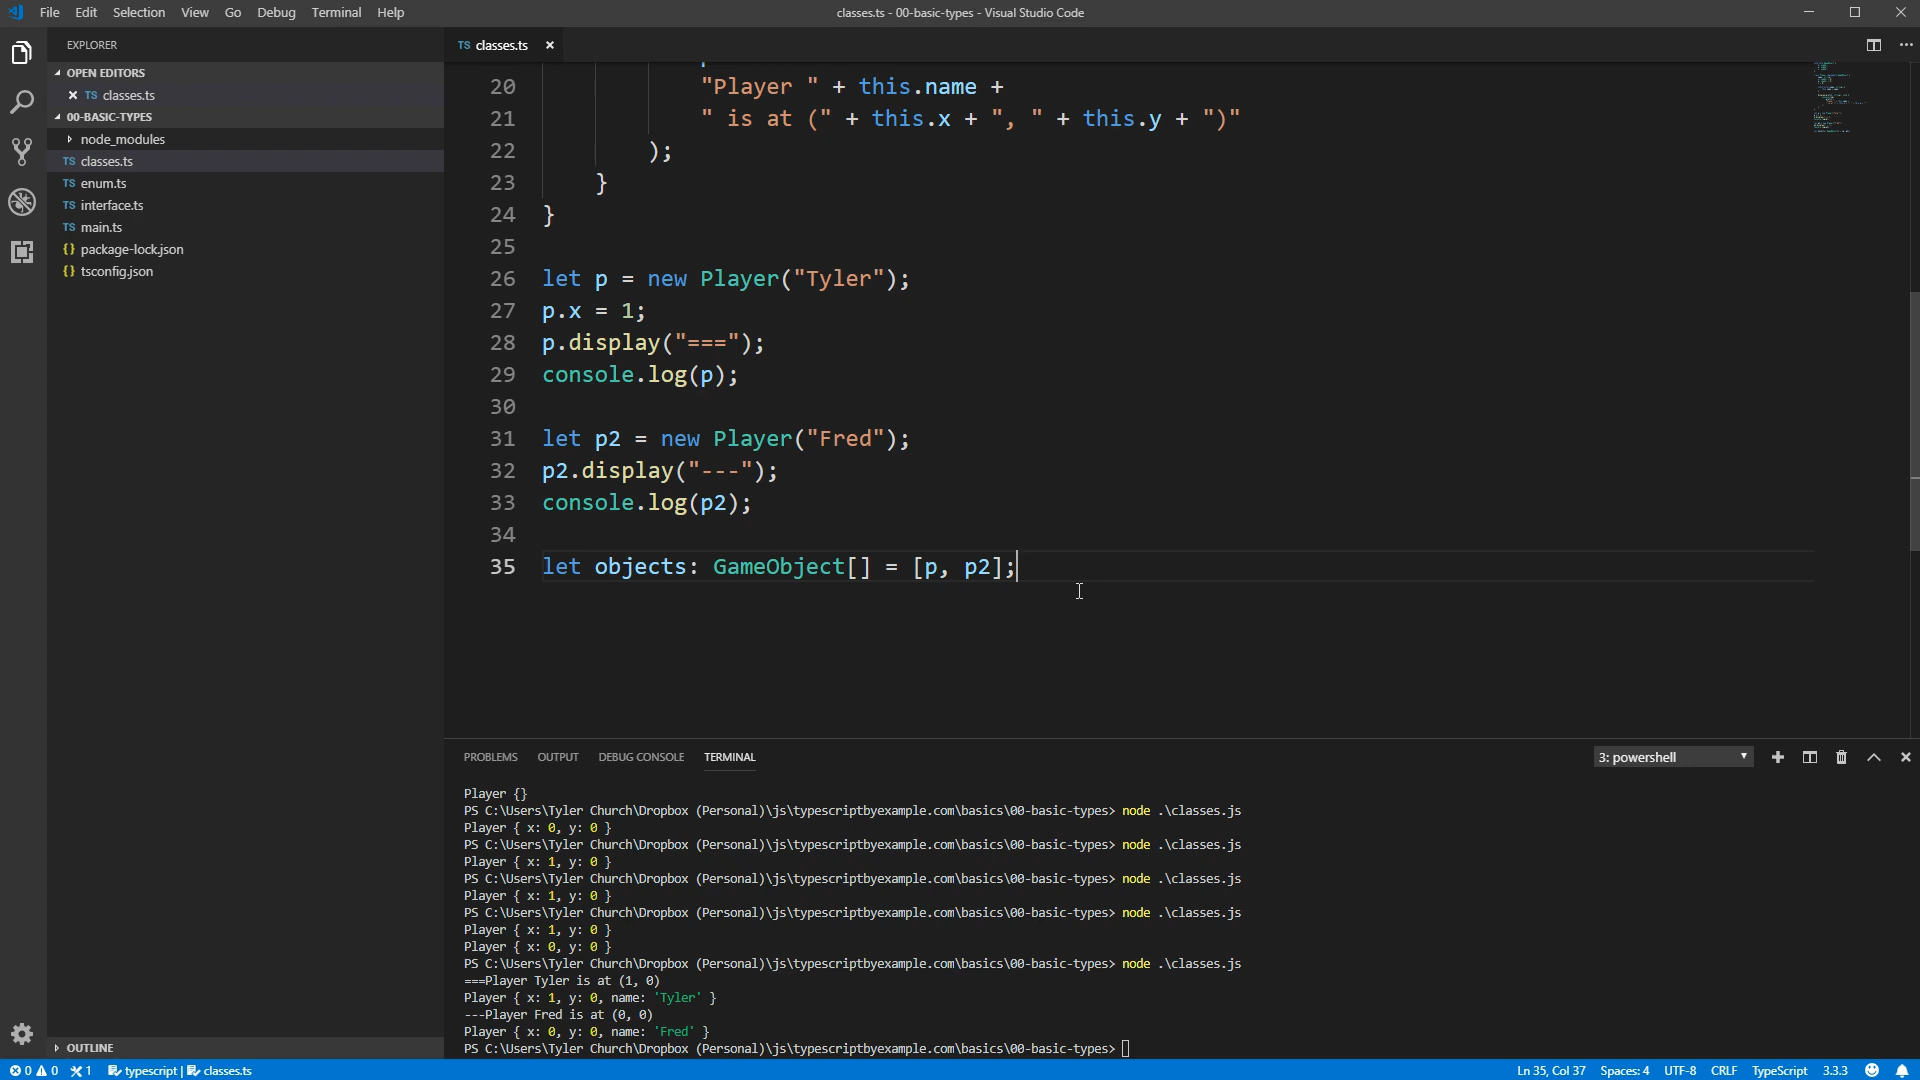 File Edit Selection View Go Debug Terminal Help
classes.ts - 00-basic-types - Visual Studio Code
EXPLORER
OPEN EDITORS
TS classes.ts
00-BASIC-TYPES
node_modules
TS classes.ts
TS enum.ts
TS interface.ts
TS main.ts
{} package-lock.json
{} tsconfig.json
OUTLINE
TS classes.ts
20 "Player " + this.name +
21 " is at (" + this.x + ", " + this.y + ")"
22 );
23 }
24 }
25
26 let p = new Player("Tyler");
27 p.x = 1;
28 p.display("===");
29 console.log(p);
30
31 let p2 = new Player("Fred");
32 p2.display("---");
33 console.log(p2);
34
35 let objects: GameObject[] = [p, p2];
PROBLEMS OUTPUT DEBUG CONSOLE TERMINAL
3: powershell
Player {}
PS C:\Users\Tyler Church\Dropbox (Personal)\js\typescriptbyexample.com\basics\00-basic-types> node .\classes.js
Player { x: 0, y: 0 }
PS C:\Users\Tyler Church\Dropbox (Personal)\js\typescriptbyexample.com\basics\00-basic-types> node .\classes.js
Player { x: 1, y: 0 }
PS C:\Users\Tyler Church\Dropbox (Personal)\js\typescriptbyexample.com\basics\00-basic-types> node .\classes.js
Player { x: 1, y: 0 }
PS C:\Users\Tyler Church\Dropbox (Personal)\js\typescriptbyexample.com\basics\00-basic-types> node .\classes.js
Player { x: 1, y: 0 }
Player { x: 0, y: 0 }
PS C:\Users\Tyler Church\Dropbox (Personal)\js\typescriptbyexample.com\basics\00-basic-types> node .\classes.js
===Player Tyler is at (1, 0)
Player { x: 1, y: 0, name: 'Tyler' }
---Player Fred is at (0, 0)
Player { x: 0, y: 0, name: 'Fred' }
PS C:\Users\Tyler Church\Dropbox (Personal)\js\typescriptbyexample.com\basics\00-basic-types>
0 0 1 typescript | classes.ts
Ln 35, Col 37 Spaces: 4 UTF-8 CRLF TypeScript 3.3.3